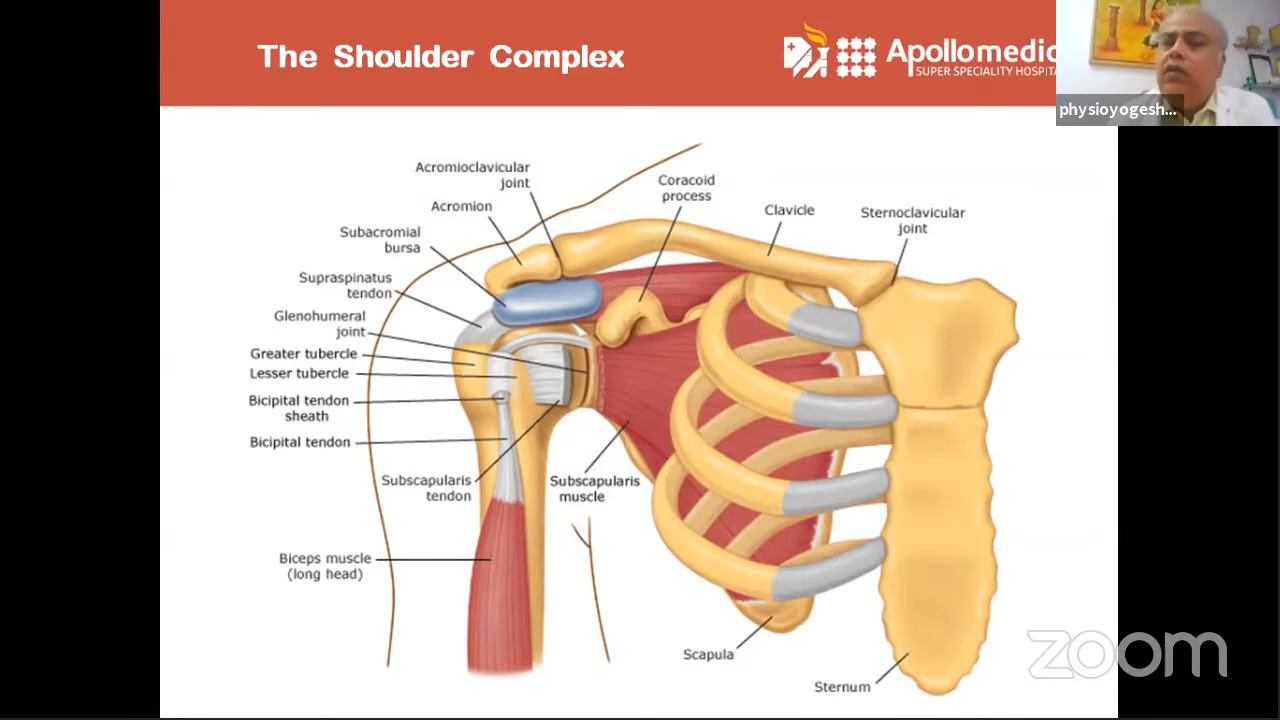 The Shoulder Complex
Apollomedic
SUPER SPECIALITY HOSPITA
physioyogesh...
Acromioclavicular
joint
Acromion
Subacromial
bursa
Supraspinatus
tendon
Glenohumeral
joint
Greater tubercle
Lesser tubercle
Bicipital tendon
sheath
Bicipital tendon
Subscapularis
tendon
Biceps muscle
(long head)
Coracoid
process
Clavicle
Sternoclavicular
joint
Subscapularis
muscle
Scapula
Sternum
zoom